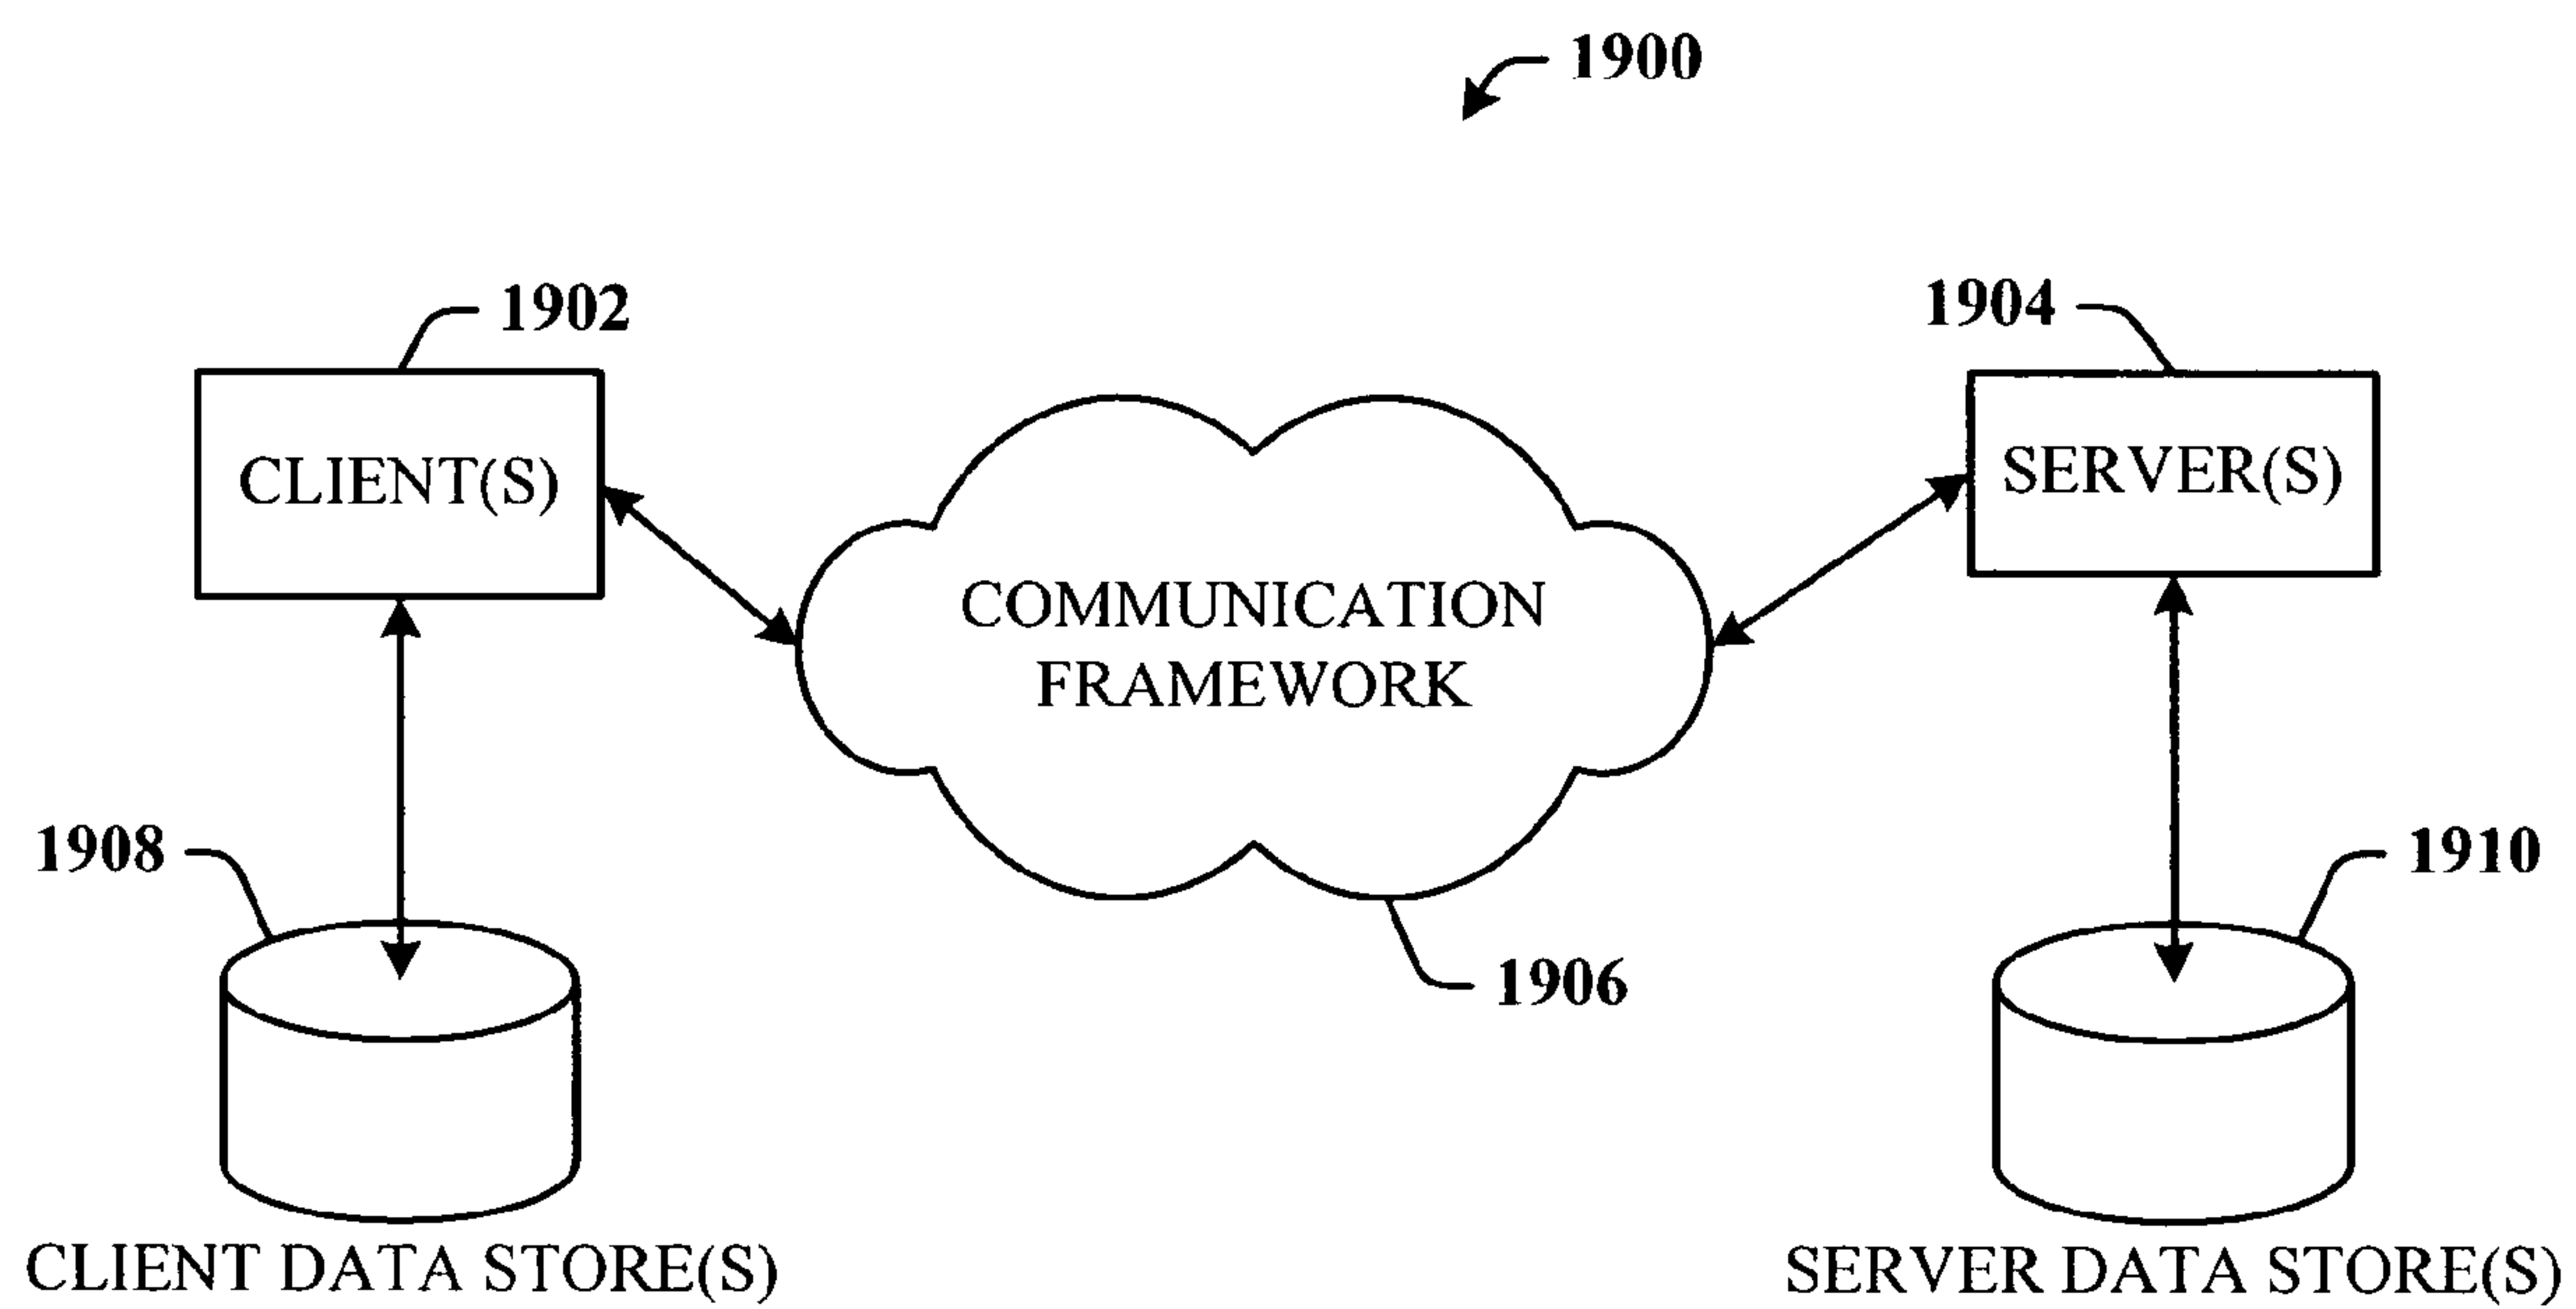 1900
1902
1904
CLIENT(S)
SERVER(S)
COMMUNICATION
FRAMEWORK
1908
1910
1906
CLIENT DATA STORE(S)
SERVER DATA STORE(S)